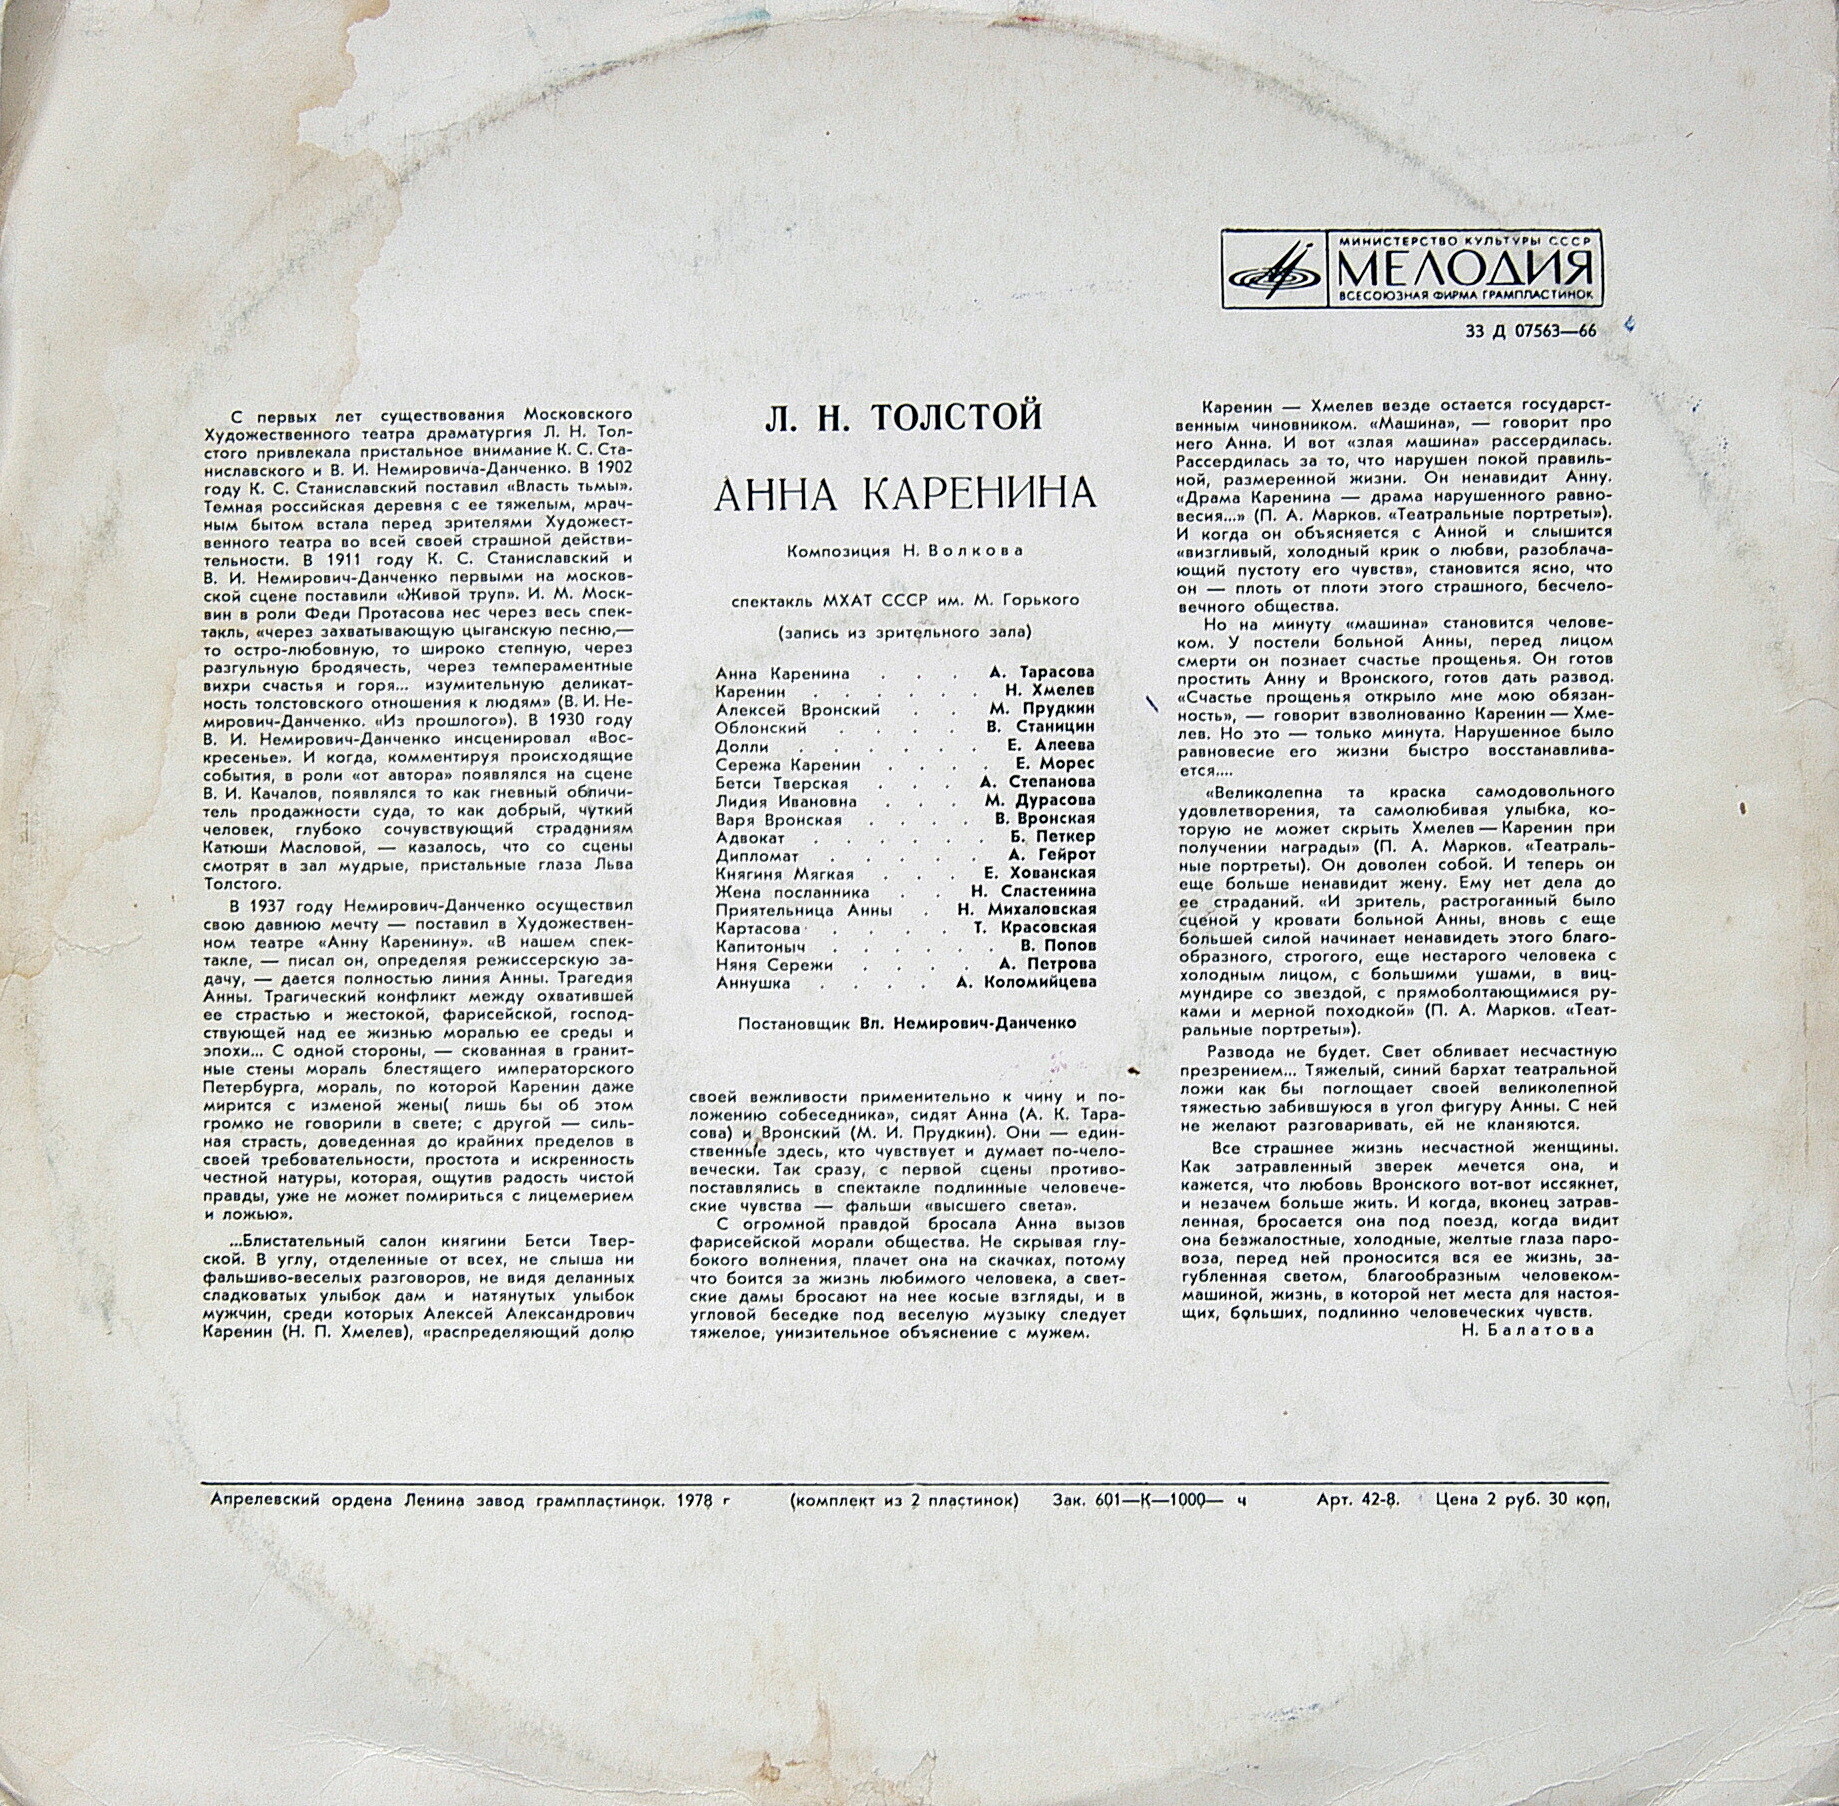 МИНИСТЕРСТВО КУЛЬТУРЫ СССР
МЕЛОДИЯ
ВСЕСОЮЗНАЯ ФИРМА ГРАМПЛАСТИНОК
33 Д 07563—66
С первых лет существования Московского
Художественного театра драматургия Л. Н. Тол-
стого привлекала пристальное внимание К. С. Ста-
ниславского и В. И. Немировича-Данченко. В 1902
году К. С. Станиславский поставил «Власть тьмы».
Темная российская деревня с ее тяжелым, мрач-
ным бытом встала перед зрителями Художест-
венного театра во всей своей страшной действи-
тельности. В 1911 году К. С. Станиславский и
В. И. Немирович-Данченко первыми на москов-
ской сцене поставили «Живой труп». И. М. Моск-
вин в роли Феди Протасова нес через весь спек-
такль, «через захватывающую цыганскую песню,—
то остро-любовную, то широко степную, через
разгульную бродячесть, через темпераментные
вихри счастья и горя... изумительную деликат-
ность толстовского отношения к людям» (В. И. Не-
мирович-Данченко. «Из прошлого»). В 1930 году
В. И. Немирович-Данченко инсценировал «Вос-
кресенье». И когда, комментируя происходящие
события, в роли «от автора» появлялся на сцене
В. И. Качалов, появлялся то как гневный обличи-
тель продажности суда, то как добрый, чуткий
человек, глубоко сочувствующий страданиям
Катюши Масловой, — казалось, что со сцены
смотрят в зал мудрые, пристальные глаза Льва
Толстого.
В 1937 году Немирович-Данченко осуществил
свою давнюю мечту — поставил в Художествен-
ном театре «Анну Каренину». «В нашем спек-
такле, — писал он, определяя режиссерскую за-
дачу, — дается полностью линия Анны. Трагедия
Анны. Трагический конфликт между охватившей
ее страстью и жестокой, фарисейской, господ-
ствующей над ее жизнью моралью ее среды и
эпохи... С одной стороны, — скованная в гранит-
ные стены мораль блестящего императорского
Петербурга, мораль, по которой Каренин даже
мирится с изменой жены( лишь бы об этом
громко не говорили в свете; с другой — силь-
ная страсть, доведенная до крайних пределов в
своей требовательности, простота и искренность
честной натуры, которая, ощутив радость чистой
правды, уже не может помириться с лицемерием
и ложью».
...Блистательный салон княгини Бетси Твер-
ской. В углу, отделенные от всех, не слыша ни
фальшиво-веселых разговоров, не видя деланных
сладковатых улыбок дам и натянутых улыбок
мужчин, среди которых Алексей Александрович
Каренин (Н. П. Хмелев), «распределяющий долю
Л. Н. ТОЛСТОЙ
АННА КАРЕНИНА
Композиция Н. Волкова
спектакль МХАТ СССР им. М. Горького
(запись из зрительного зала)
Анна Каренина . . . А. Тарасова
Каренин . . . . . . Н. Хмелев
Алексей Вронский . . М. Прудкин
Облонский . . . . В. Станицин
Долли . . . . . . Е. Алеева
Сережа Каренин . . . . Е. Морес
Бетси Тверская . . . А. Степанова
Лидия Ивановна . . . М. Дурасова
Варя Вронская . . . . В. Вронская
Адвокат . . . . . . Б. Петкер
Дипломат . . . . . А. Гейрот
Княгиня Мягкая . . . Е. Хованская
Жена посланника . . Н. Сластенина
Приятельница Анны . Н. Михаловская
Картасова . . . . Т. Красовская
Капитоныч . . . . . . В. Попов
Няня Сережи . . . . А. Петрова
Аннушка . . . . А. Коломийцева
Постановщик Вл. Немирович-Данченко
своей вежливости применительно к чину и по-
ложению собеседника», сидят Анна (А. К. Тара-
сова) и Вронский (М. И. Прудкин). Они — един-
ственные здесь, кто чувствует и думает по-чело-
вечески. Так сразу, с первой сцены противо-
поставлялись в спектакле подлинные человече-
ские чувства — фальши «высшего света».
С огромной правдой бросала Анна вызов
фарисейской морали общества. Не скрывая глу-
бокого волнения, плачет она на скачках, потому
что боится за жизнь любимого человека, а свет-
ские дамы бросают на нее косые взгляды, и в
угловой беседке под веселую музыку следует
тяжелое, унизительное объяснение с мужем.
Каренин — Хмелев везде остается государст-
венным чиновником. «Машина», — говорит про
него Анна. И вот «злая машина» рассердилась.
Рассердилась за то, что нарушен покой правиль-
ной, размеренной жизни. Он ненавидит Анну.
«Драма Каренина — драма нарушенного равно-
весия...» (П. А. Марков. «Театральные портреты»).
И когда он объясняется с Анной и слышится
«визгливый, холодный крик о любви, разоблача-
ющий пустоту его чувств», становится ясно, что
он — плоть от плоти этого страшного, бесчело-
вечного общества.
Но на минуту «машина» становится челове-
ком. У постели больной Анны, перед лицом
смерти он познает счастье прощенья. Он готов
простить Анну и Вронского, готов дать развод.
«Счастье прощенья открыло мне мою обязан-
ность», — говорит взволнованно Каренин — Хме-
лев. Но это — только минута. Нарушенное было
равновесие его жизни быстро восстанавлива-
ется....
«Великолепна та краска самодовольного
удовлетворения, та самолюбивая улыбка, ко-
торую не может скрыть Хмелев — Каренин при
получении награды» (П. А. Марков. «Театраль-
ные портреты). Он доволен собой. И теперь он
еще больше ненавидит жену. Ему нет дела до
ее страданий. «И зритель, растроганный было
сценой у кровати больной Анны, вновь с еще
большей силой начинает ненавидеть этого благо-
образного, строгого, еще нестарого человека с
холодным лицом, с большими ушами, в виц-
мундире со звездой, с прямоболтающимися ру-
ками и мерной походкой» (П. А. Марков. «Теат-
ральные портреты»).
Развода не будет. Свет обливает несчастную
презрением... Тяжелый, синий бархат театральной
ложи как бы поглощает своей великолепной
тяжестью забившуюся в угол фигуру Анны. С ней
не желают разговаривать, ей не кланяются.
Все страшнее жизнь несчастной женщины.
Как затравленный зверек мечется она, и
кажется, что любовь Вронского вот-вот иссякнет,
и незачем больше жить. И когда, вконец затрав-
ленная, бросается она под поезд, когда видит
она безжалостные, холодные, желтые глаза паро-
воза, перед ней проносится вся ее жизнь, за-
губленная светом, благообразным человеком-
машиной, жизнь, в которой нет места для настоя-
щих, больших, подлинно человеческих чувств.
Н. Балатова
Апрелевский ордена Ленина завод грампластинок. 1978 г (комплект из 2 пластинок) Зак. 601—К—1000— ч Арт. 42-8. Цена 2 руб. 30 коп,